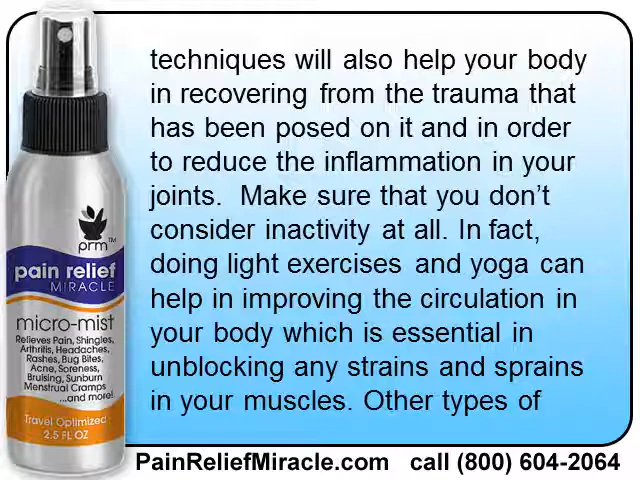 techniques will also help your body
in recovering from the trauma that
has been posed on it and in order
to reduce the inflammation in your
joints. Make sure that you don't
consider inactivity at all. In fact,
doing light exercises and yoga can
help in improving the circulation in
your body which is essential in
unblocking any strains and sprains
in your muscles. Other types of
prm™
pain relief
MIRACLE
micro-mist
Relieves Pain, Shingles,
Arthritis, Headaches,
Rashes, Bug Bites,
Acne, Soreness,
Bruising, Sunburn
Menstrual Cramps
...and more!
Travel Optimized
2.5 FL OZ
PainReliefMiracle.com call (800) 604-2064